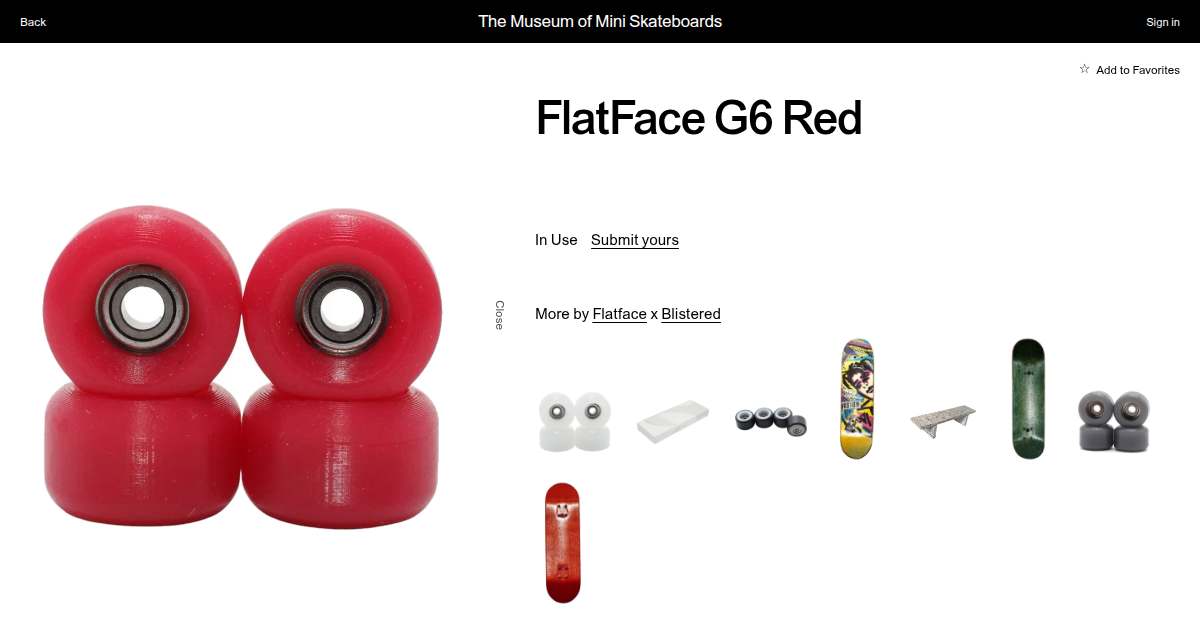 Back
The Museum of Mini Skateboards
Sign in
☆ Add to Favorites
FlatFace G6 Red
In Use Submit yours
Close
More by Flatface x Blistered